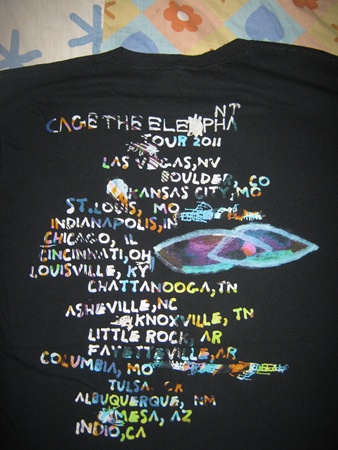 CAGE THE ELEPHANT
TOUR 2011
LAS VEGAS, NV
BOULDER, CO
KANSAS CITY, MO
ST. LOUIS, MO
INDIANAPOLIS, IN
CHICAGO, IL
CINCINNATI, OH
LOUISVILLE, KY
CHATTANOOGA, TN
ASHEVILLE, NC
KNOXVILLE, TN
LITTLE ROCK, AR
FAYETTEVILLE, AR
COLUMBIA, MO
TULSA, OK
ALBUQUERQUE, NM
MESA, AZ
INDIO, CA